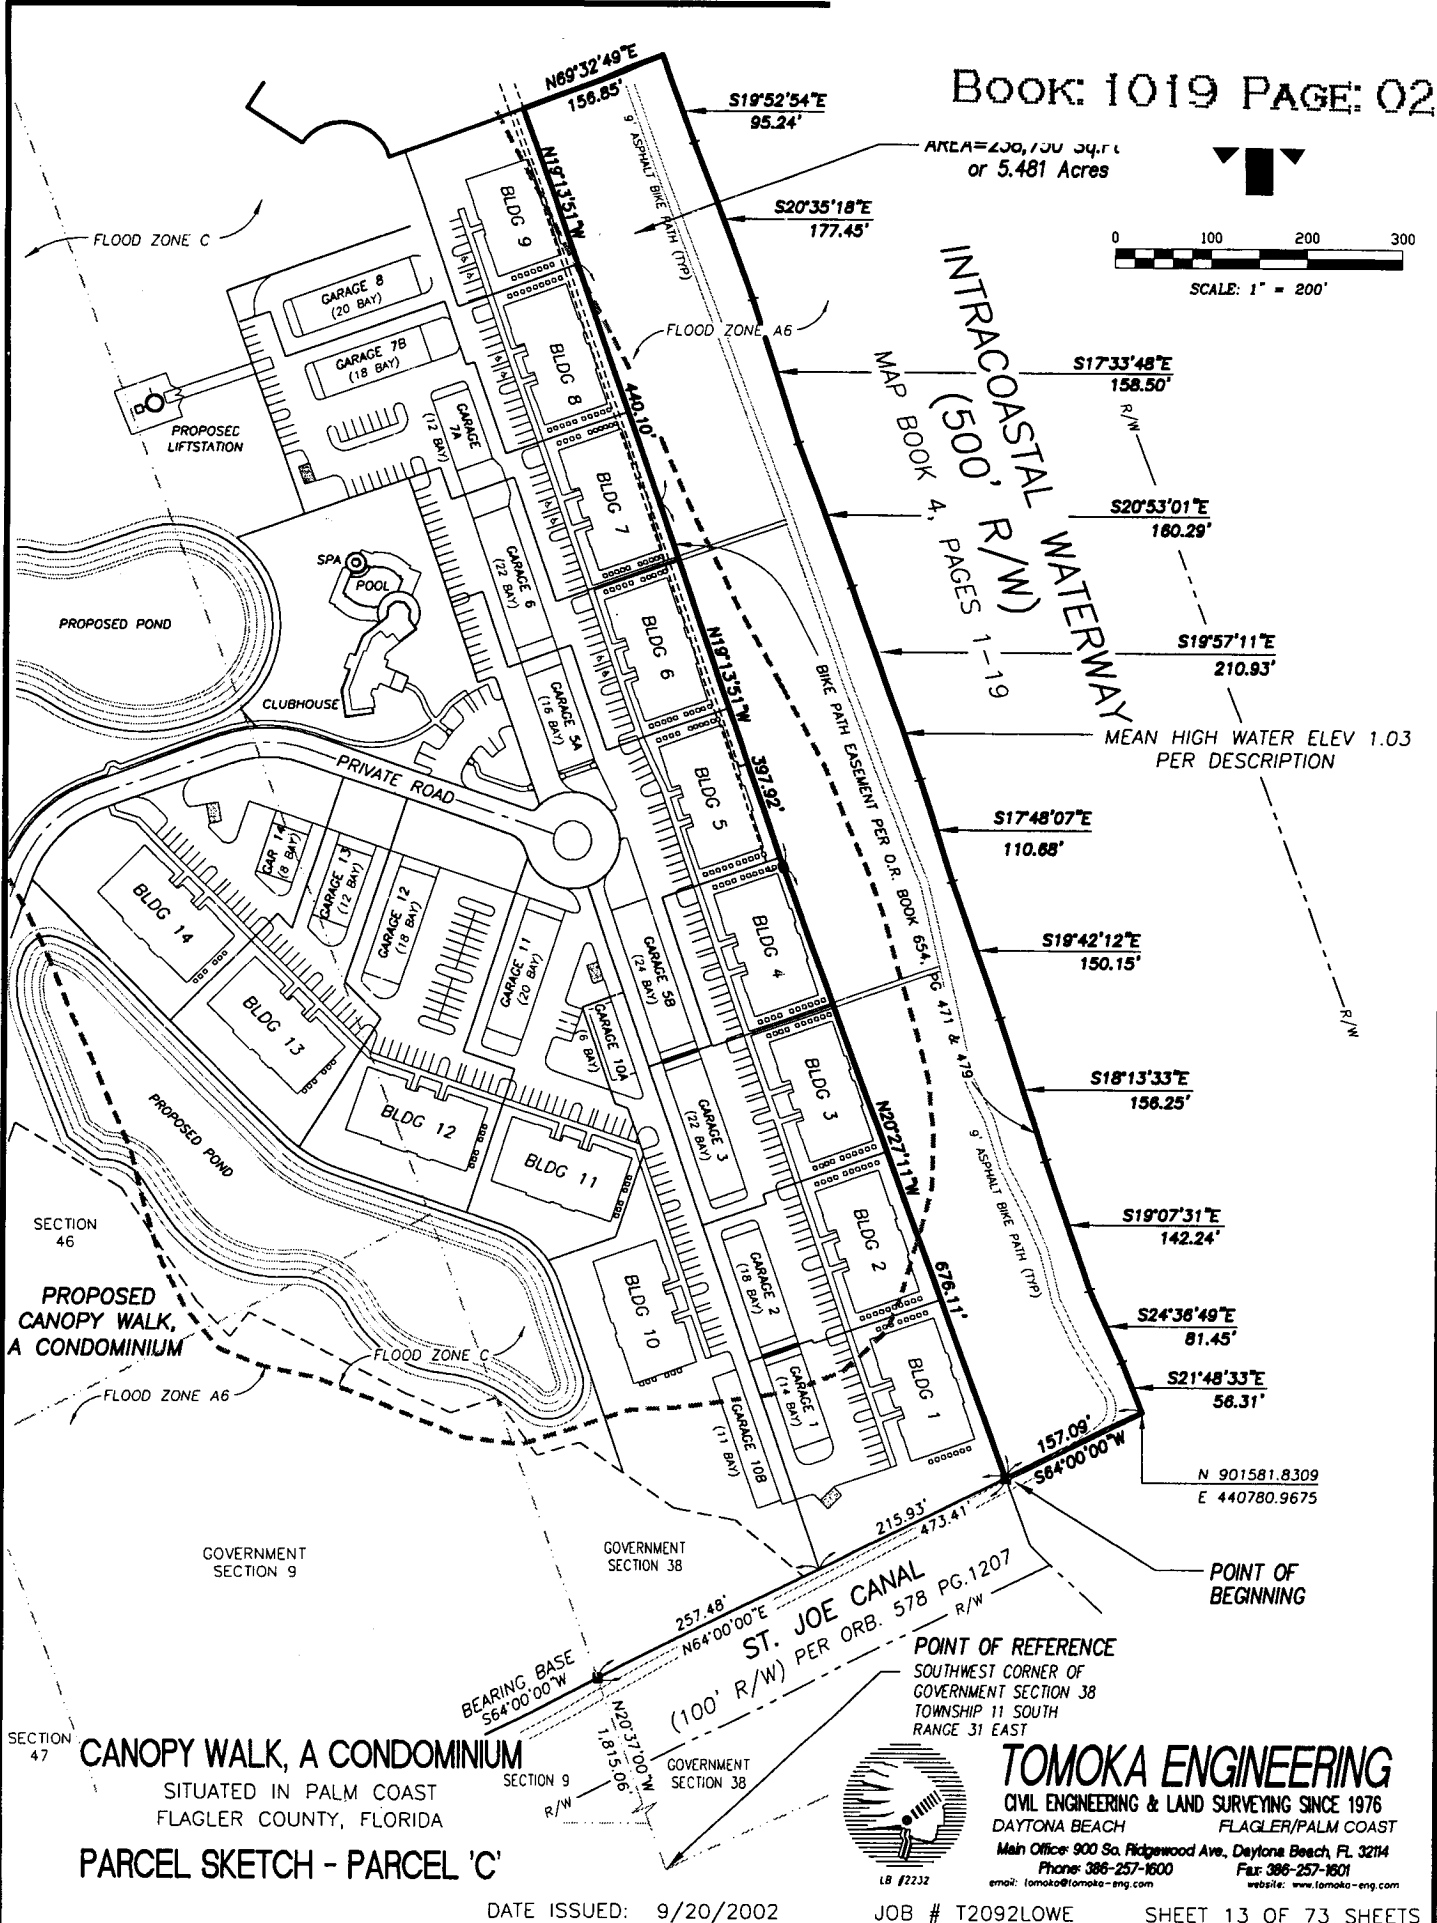 BOOK: 1019 PAGE: 02
N69°32'49"E
156.85'
S19°52'54"E
95.24'
or 5.481 Acres
S20°35'18"E
177.45'
0 100 200 300
SCALE: 1" = 200'
9' ASPHALT BIKE PATH (TYP)
N19°13'51"W
440.10'
FLOOD ZONE C
FLOOD ZONE A6
BLDG 9
BLDG 8
BLDG 7
BLDG 6
BLDG 5
BLDG 4
BLDG 3
BLDG 2
BLDG 1
GARAGE 8
(20 BAY)
GARAGE 7B
(18 BAY)
GARAGE
7A
(12 BAY)
PROPOSED
LIFTSTATION
GARAGE 6
(22 BAY)
GARAGE 5A
(16 BAY)
INTRACOASTAL WATERWAY
(500' R/W)
MAP BOOK 4, PAGES 1-19
S17°33'48"E
158.50'
R/W
S20°53'01"E
160.29'
S19°57'11"E
210.93'
MEAN HIGH WATER ELEV 1.03
PER DESCRIPTION
SPA
POOL
CLUBHOUSE
PROPOSED POND
PRIVATE ROAD
N19°13'51"W
397.92'
BIKE PATH EASEMENT PER O.R. BOOK 654, PG 471 & 479
S17°48'07"E
110.68'
S19°42'12"E
150.15'
R/W
S18°13'33"E
156.25'
S19°07'31"E
142.24'
S24°36'49"E
81.45'
S21°48'33"E
56.31'
GAR 14
(8 BAY)
GARAGE 13
(12 BAY)
GARAGE 12
(18 BAY)
GARAGE 11
(20 BAY)
GARAGE 5B
(24 BAY)
GARAGE 10A
(6 BAY)
GARAGE 3
(22 BAY)
GARAGE 2
(18 BAY)
GARAGE 1
(14 BAY)
GARAGE 10B
(11 BAY)
BLDG 14
BLDG 13
BLDG 12
BLDG 11
BLDG 10
PROPOSED POND
N20°27'11"W
676.11'
9' ASPHALT BIKE PATH (TYP)
SECTION
46
PROPOSED
CANOPY WALK,
A CONDOMINIUM
FLOOD ZONE C
FLOOD ZONE A6
157.09'
S64°00'00"W
N 901581.8309
E 440780.9675
POINT OF
BEGINNING
215.93'
473.41'
GOVERNMENT
SECTION 9
GOVERNMENT
SECTION 38
257.48'
N64°00'00"E
ST. JOE CANAL
(100' R/W) PER ORB. 578 PG.1207
R/W
BEARING BASE
S64°00'00"W
N20°37'00"W
1,815.06'
POINT OF REFERENCE
SOUTHWEST CORNER OF
GOVERNMENT SECTION 38
TOWNSHIP 11 SOUTH
RANGE 31 EAST
SECTION
47
SECTION 9
R/W
GOVERNMENT
SECTION 38
CANOPY WALK, A CONDOMINIUM
SITUATED IN PALM COAST
FLAGLER COUNTY, FLORIDA
PARCEL SKETCH - PARCEL 'C'
LB #2232
TOMOKA ENGINEERING
CIVIL ENGINEERING & LAND SURVEYING SINCE 1976
DAYTONA BEACH FLAGLER/PALM COAST
Main Office: 900 So. Ridgewood Ave., Daytona Beach, FL 32114
Phone: 386-257-1600 Fax: 386-257-1601
email: tomoka@tomoka-eng.com website: www.tomoka-eng.com
DATE ISSUED: 9/20/2002 JOB # T2092LOWE SHEET 13 OF 73 SHEETS